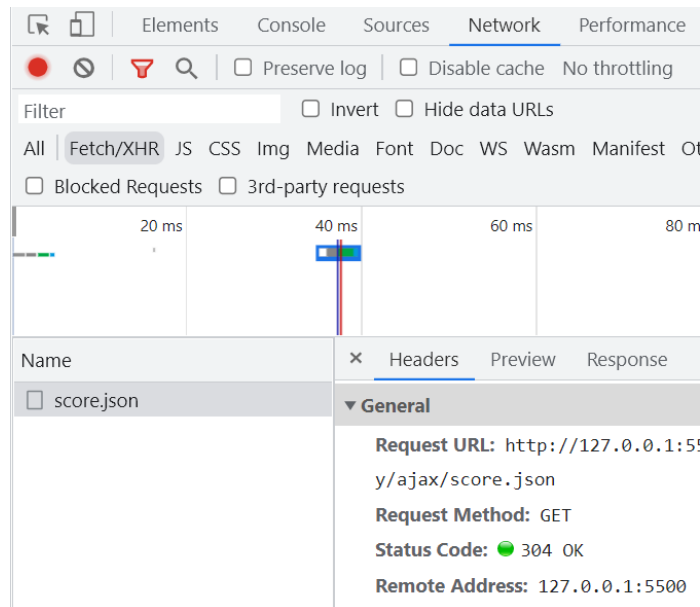 Elements Console Sources Network Performance
Preserve log Disable cache No throttling
Filter Invert Hide data URLs
All Fetch/XHR JS CSS Img Media Font Doc WS Wasm Manifest Ot
Blocked Requests 3rd-party requests
20 ms 40 ms 60 ms 80 m
Name × Headers Preview Response
score.json
▼ General
Request URL: http://127.0.0.1:55
y/ajax/score.json
Request Method: GET
Status Code: 304 OK
Remote Address: 127.0.0.1:5500